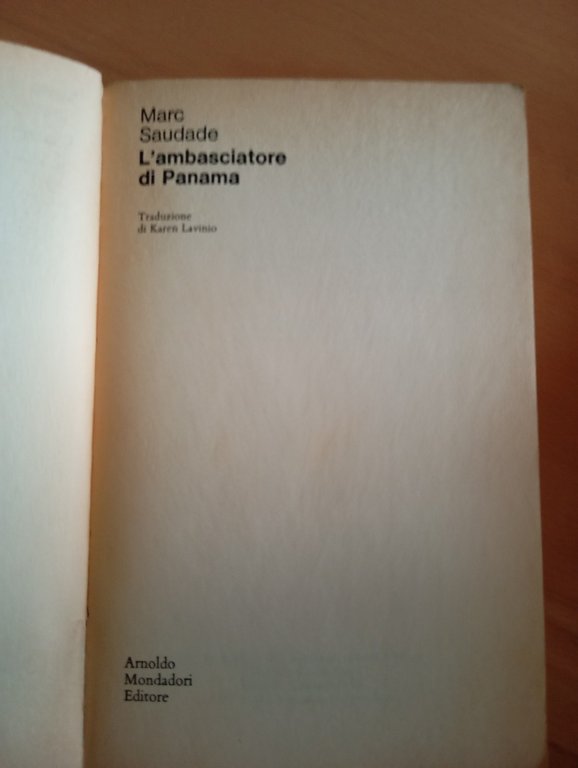 Marc
Saudade
L'ambasciatore
di Panama
Traduzione
di Karen Lavinio
Arnoldo
Mondadori
Editore